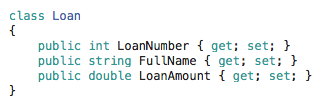 class Loan
{
    public int LoanNumber { get; set; }
    public string FullName { get; set; }
    public double LoanAmount { get; set; }
}